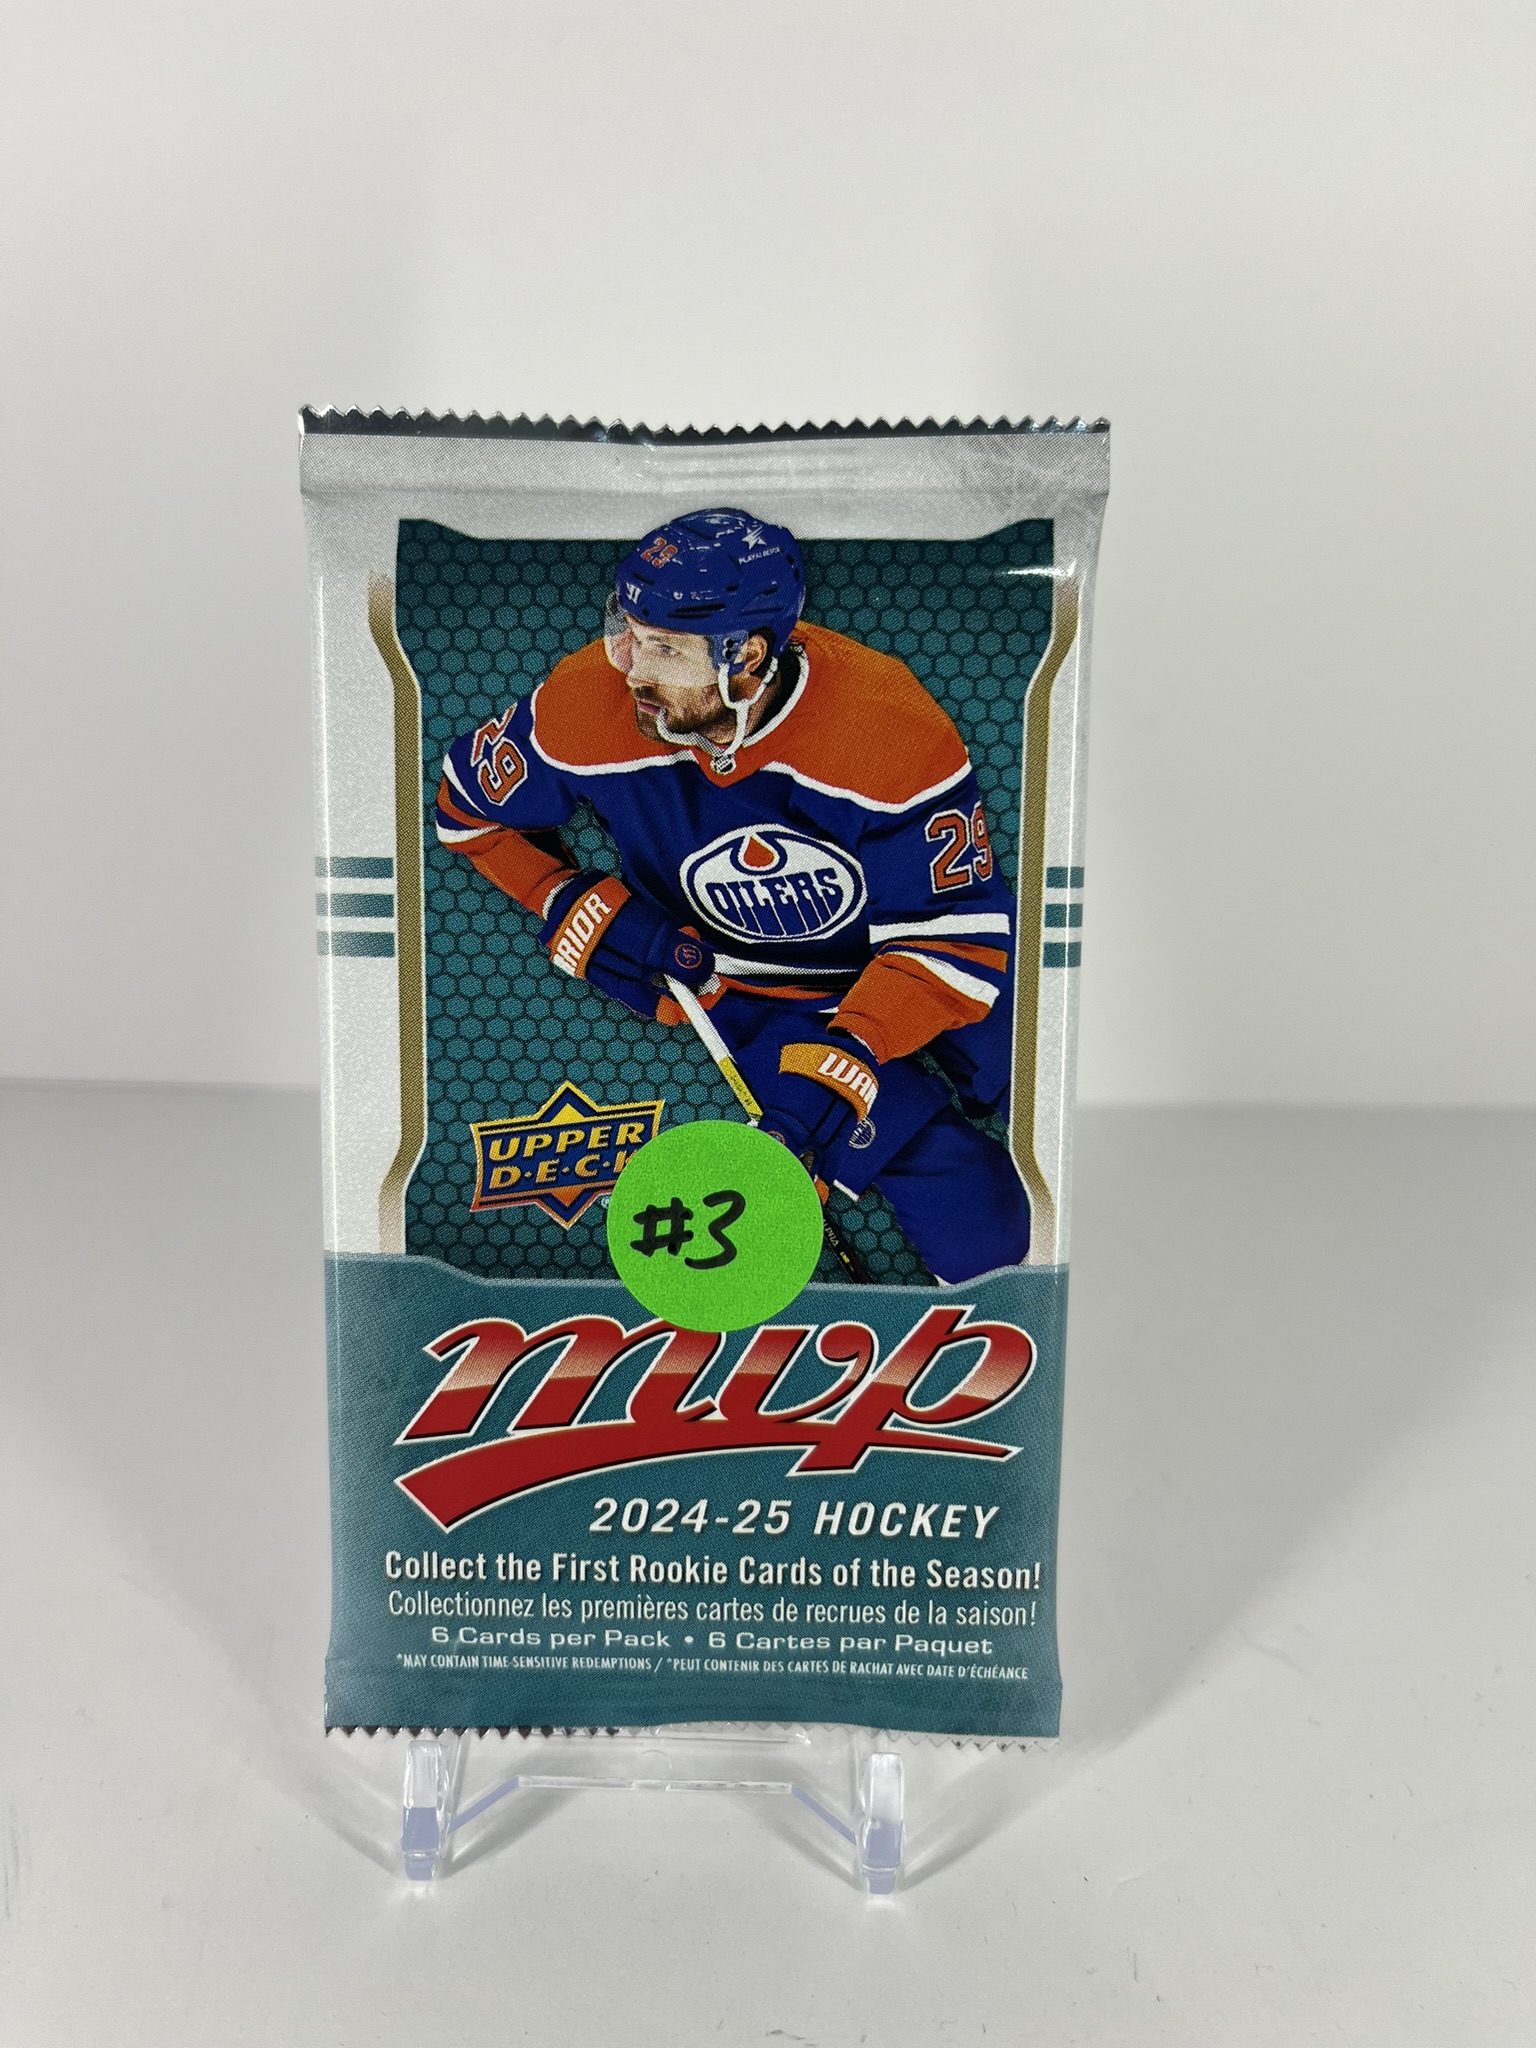 29
PLAYALBERTA
29
29
OILERS
RIOR
WAR
UPPER
D·E·C·K
#3
mvp
2024-25 HOCKEY
Collect the First Rookie Cards of the Season!
Collectionnez les premières cartes de recrues de la saison!
6 Cards per Pack • 6 Cartes par Paquet
*MAY CONTAIN TIME-SENSITIVE REDEMPTIONS / *PEUT CONTENIR DES CARTES DE RACHAT AVEC DATE D'ÉCHÉANCE